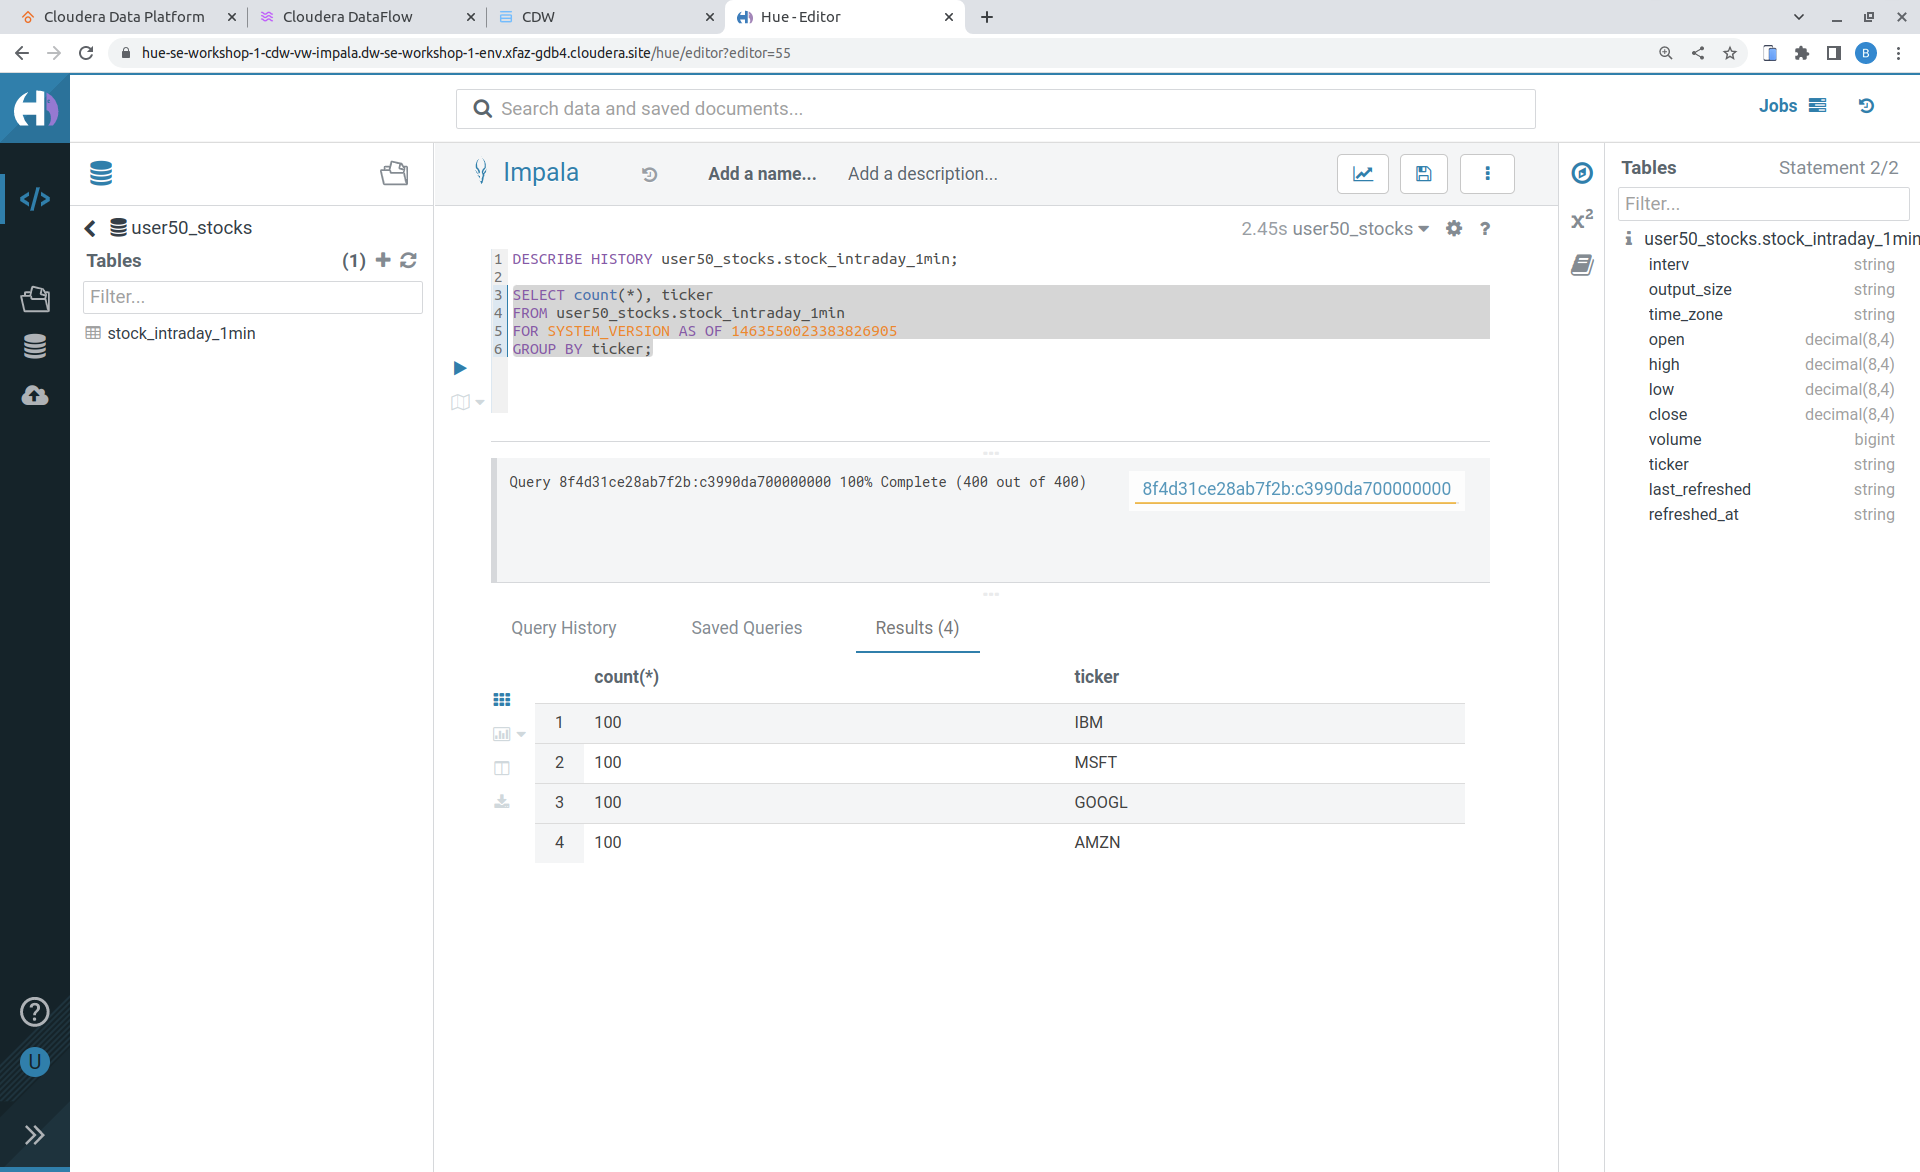 Cloudera Data Platform
Cloudera DataFlow
CDW
Hue - Editor
hue-se-workshop-1-cdw-vw-impala.dw-se-workshop-1-env.xfaz-gdb4.cloudera.site/hue/editor?editor=55
B
Search data and saved documents...
Jobs
Impala
Add a name...
Add a description...
Tables
Statement 2/2
Filter...
user50_stocks
Tables
(1)
Filter...
stock_intraday_1min
2.45s user50_stocks
?
1 DESCRIBE HISTORY user50_stocks.stock_intraday_1min;
2
3 SELECT count(*), ticker
4 FROM user50_stocks.stock_intraday_1min
5 FOR SYSTEM_VERSION AS OF 1463550023383826905
6 GROUP BY ticker;
x²
user50_stocks.stock_intraday_1min
interv string
output_size string
time_zone string
open decimal(8,4)
high decimal(8,4)
low decimal(8,4)
close decimal(8,4)
volume bigint
ticker string
last_refreshed string
refreshed_at string
Query 8f4d31ce28ab7f2b:c3990da700000000 100% Complete (400 out of 400)
8f4d31ce28ab7f2b:c3990da700000000
Query History
Saved Queries
Results (4)
count(*) ticker
1 100 IBM
2 100 MSFT
3 100 GOOGL
4 100 AMZN
?
U